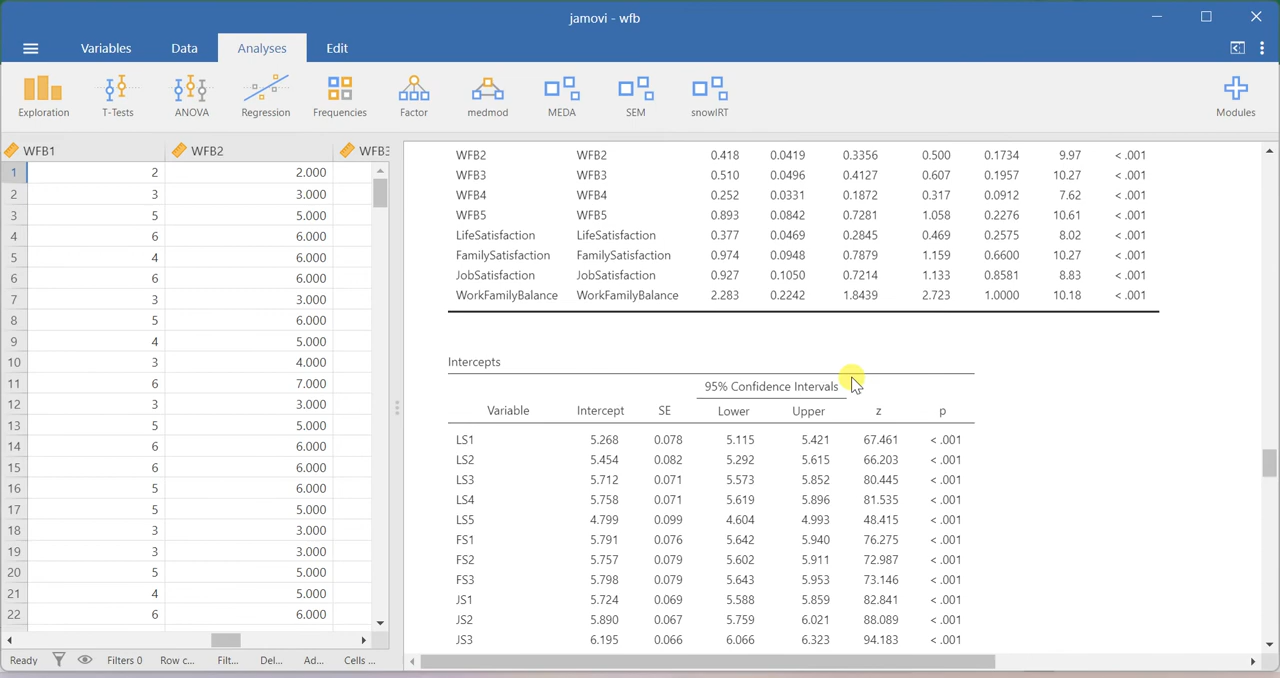 jamovi - wfb
Variables Data Analyses Edit
Exploration T-Tests ANOVA Regression Frequencies Factor medmod MEDA SEM snowIRT Modules
WFB1 WFB2 WFB3
1 2 2.000
2 3 3.000
3 5 5.000
4 6 6.000
5 4 6.000
6 6 6.000
7 3 3.000
8 5 6.000
9 4 5.000
10 3 4.000
11 6 7.000
12 3 3.000
13 5 5.000
14 6 6.000
15 6 6.000
16 5 6.000
17 5 5.000
18 3 3.000
19 3 3.000
20 5 5.000
21 4 5.000
22 6 6.000
Ready Filters 0 Row c... Filt... Del... Ad... Cells ...
WFB2 WFB2 0.418 0.0419 0.3356 0.500 0.1734 9.97 < .001
WFB3 WFB3 0.510 0.0496 0.4127 0.607 0.1957 10.27 < .001
WFB4 WFB4 0.252 0.0331 0.1872 0.317 0.0912 7.62 < .001
WFB5 WFB5 0.893 0.0842 0.7281 1.058 0.2276 10.61 < .001
LifeSatisfaction LifeSatisfaction 0.377 0.0469 0.2845 0.469 0.2575 8.02 < .001
FamilySatisfaction FamilySatisfaction 0.974 0.0948 0.7879 1.159 0.6600 10.27 < .001
JobSatisfaction JobSatisfaction 0.927 0.1050 0.7214 1.133 0.8581 8.83 < .001
WorkFamilyBalance WorkFamilyBalance 2.283 0.2242 1.8439 2.723 1.0000 10.18 < .001
Intercepts
95% Confidence Intervals
Variable Intercept SE Lower Upper z p
LS1 5.268 0.078 5.115 5.421 67.461 < .001
LS2 5.454 0.082 5.292 5.615 66.203 < .001
LS3 5.712 0.071 5.573 5.852 80.445 < .001
LS4 5.758 0.071 5.619 5.896 81.535 < .001
LS5 4.799 0.099 4.604 4.993 48.415 < .001
FS1 5.791 0.076 5.642 5.940 76.275 < .001
FS2 5.757 0.079 5.602 5.911 72.987 < .001
FS3 5.798 0.079 5.643 5.953 73.146 < .001
JS1 5.724 0.069 5.588 5.859 82.841 < .001
JS2 5.890 0.067 5.759 6.021 88.089 < .001
JS3 6.195 0.066 6.066 6.323 94.183 < .001